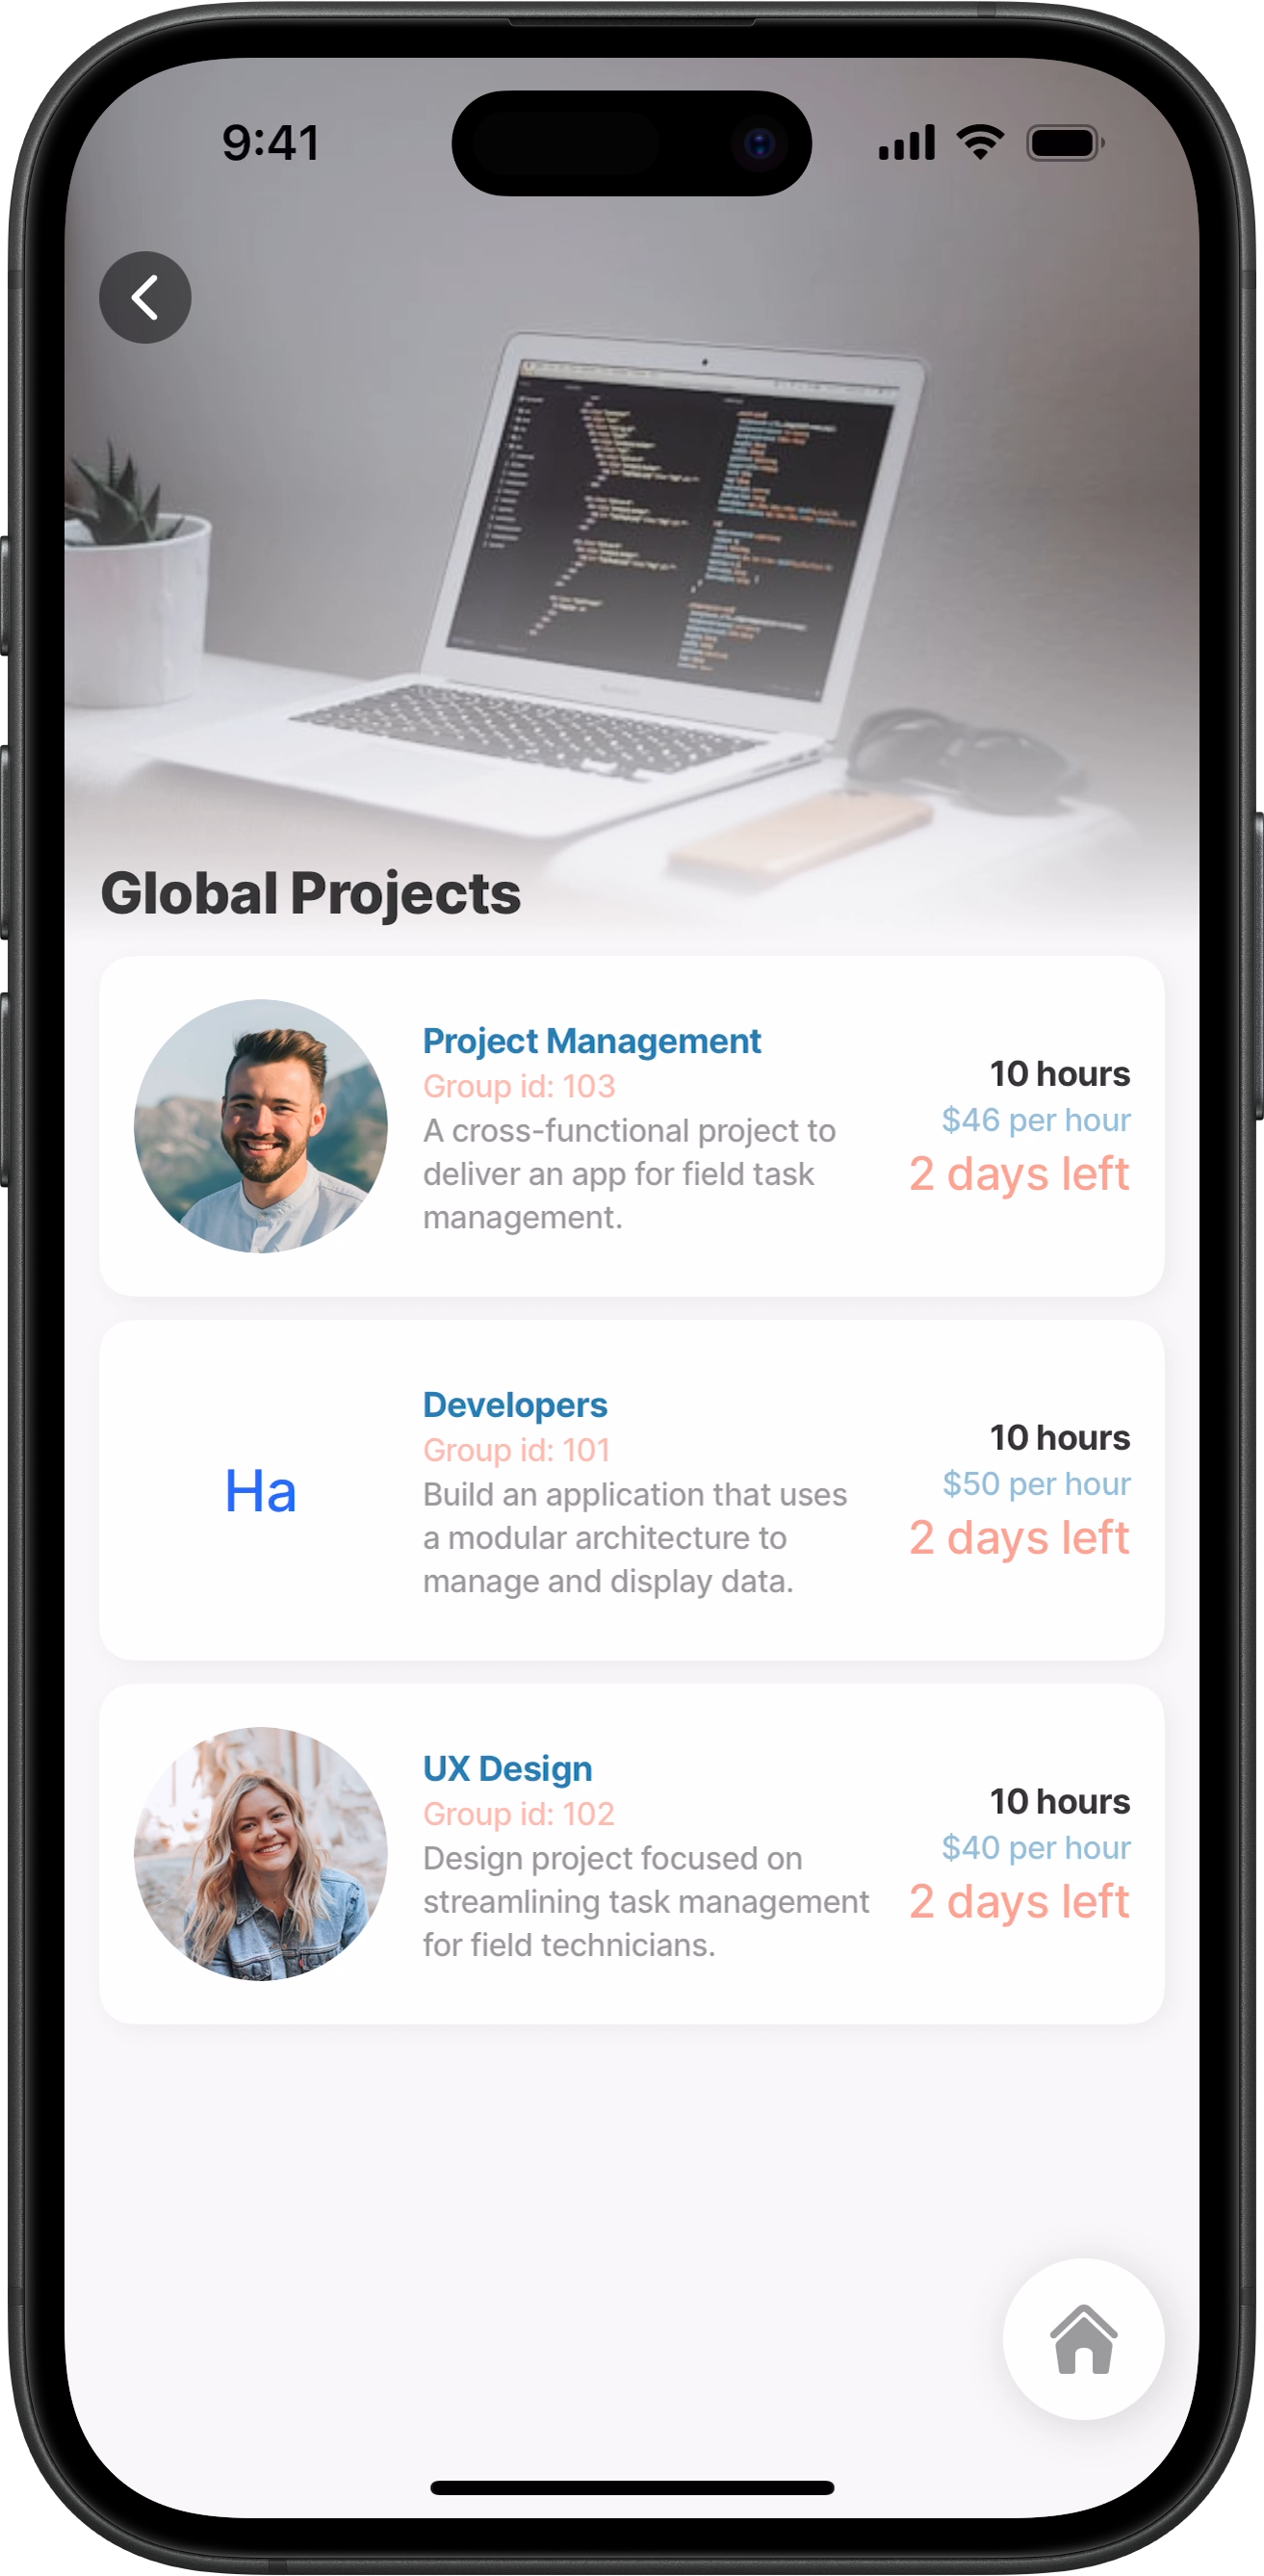 9:41
Global Projects
Project Management
Group id: 103
A cross-functional project to
deliver an app for field task
management.
10 hours
$46 per hour
2 days left
Ha
Developers
Group id: 101
Build an application that uses
a modular architecture to
manage and display data.
10 hours
$50 per hour
2 days left
UX Design
Group id: 102
Design project focused on
streamlining task management
for field technicians.
10 hours
$40 per hour
2 days left